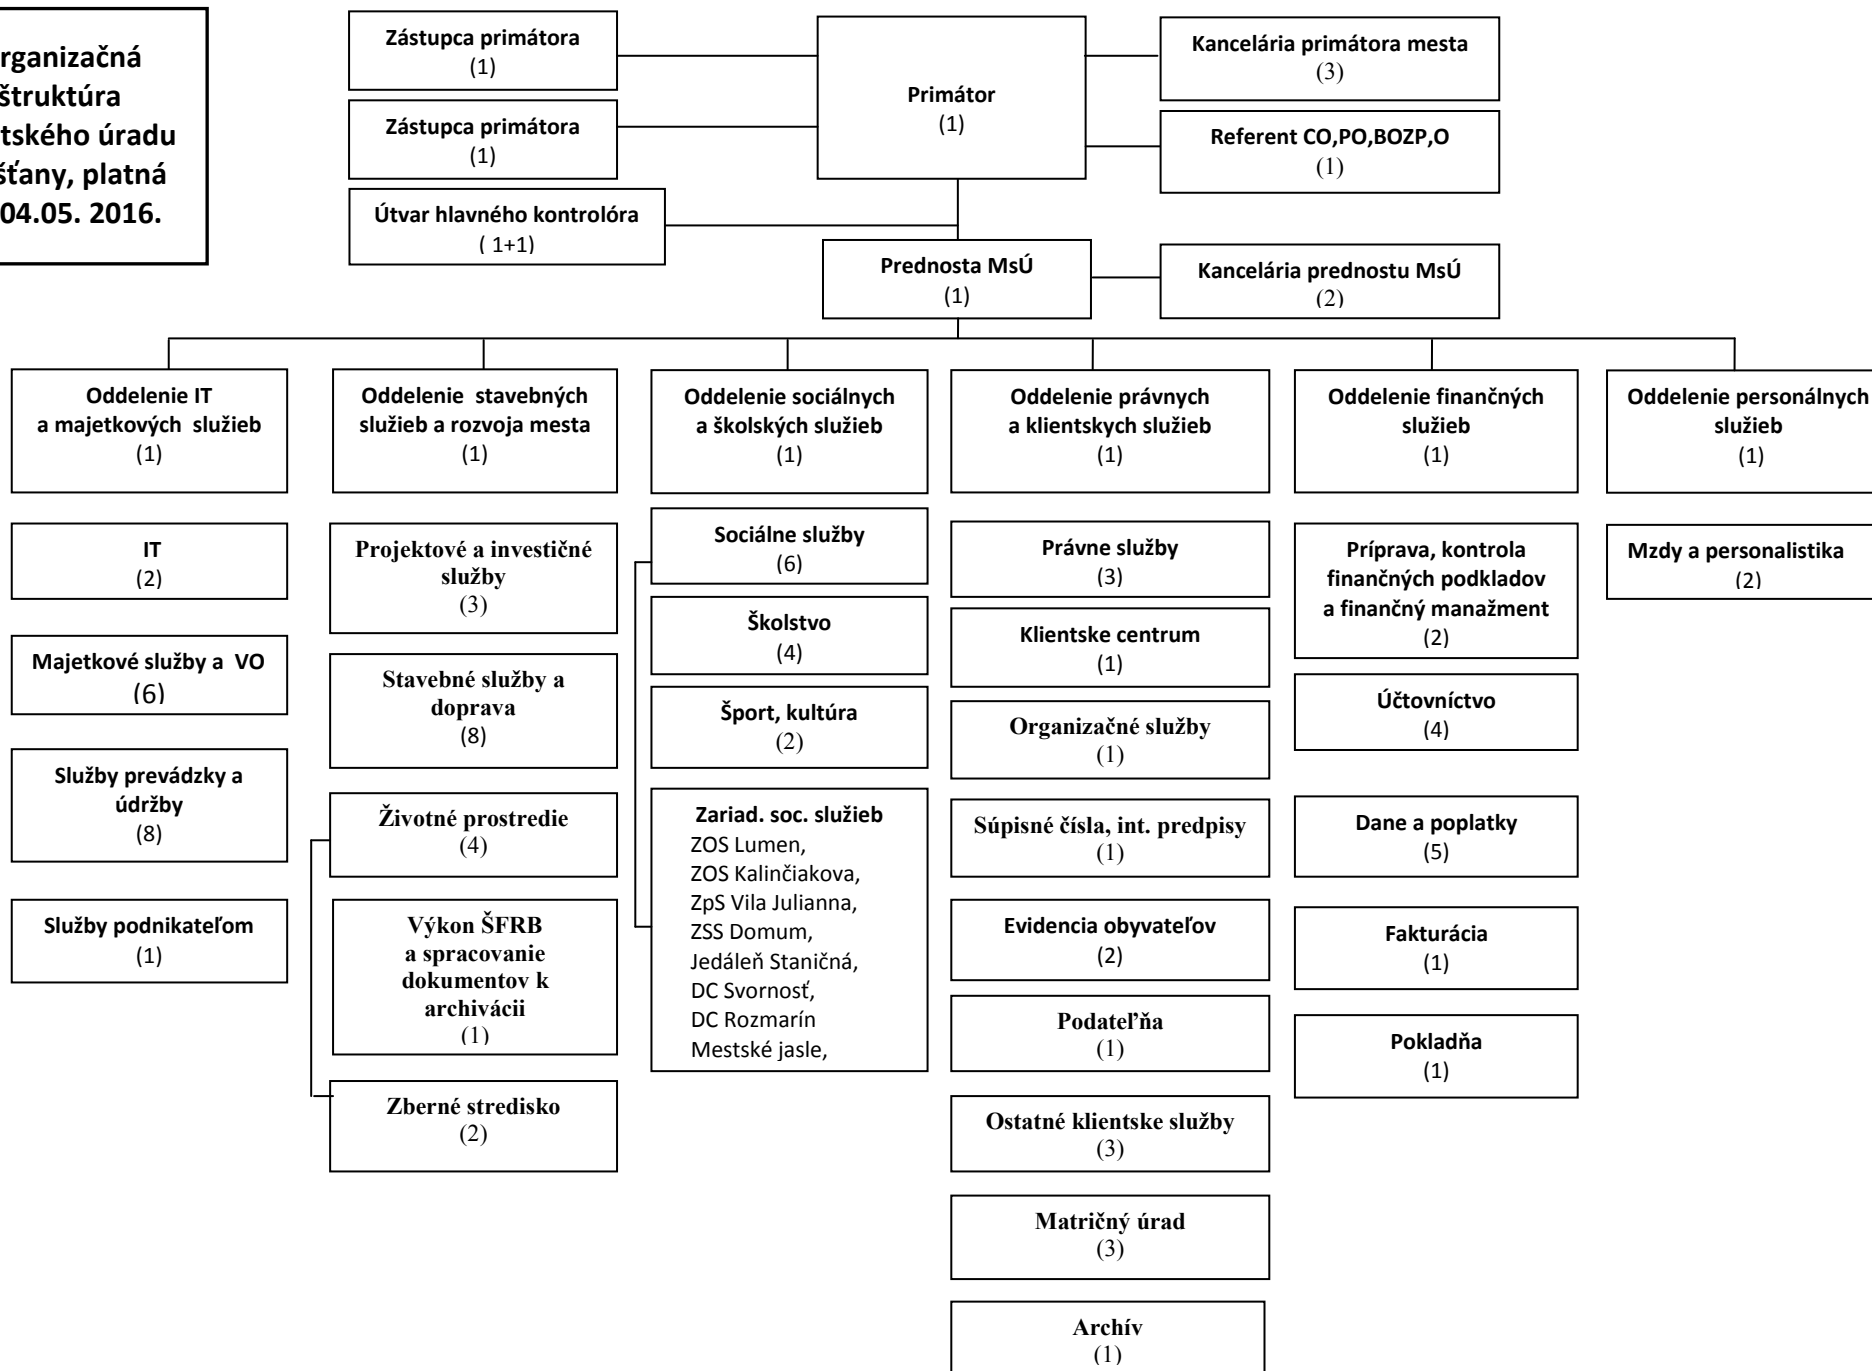 rganizačná
štruktúra
tského úradu
šťany, platná
04.05. 2016.
Zástupca primátora
(1)
Zástupca primátora
(1)
Útvar hlavného kontrolóra
( 1+1)
Primátor
(1)
Kancelária primátora mesta
(3)
Referent CO,PO,BOZP,O
(1)
Prednosta MsÚ
(1)
Kancelária prednostu MsÚ
(2)
Oddelenie IT
a majetkových služieb
(1)
IT
(2)
Majetkové služby a VO
(6)
Služby prevádzky a
údržby
(8)
Služby podnikateľom
(1)
Oddelenie stavebných
služieb a rozvoja mesta
(1)
Projektové a investičné
služby
(3)
Stavebné služby a
doprava
(8)
Životné prostredie
(4)
Výkon ŠFRB
a spracovanie
dokumentov k
archivácii
(1)
Zberné stredisko
(2)
Oddelenie sociálnych
a školských služieb
(1)
Sociálne služby
(6)
Školstvo
(4)
Šport, kultúra
(2)
Zariad. soc. služieb
ZOS Lumen,
ZOS Kalinčiakova,
ZpS Vila Julianna,
ZSS Domum,
Jedáleň Staničná,
DC Svornosť,
DC Rozmarín
Mestské jasle,
Oddelenie právnych
a klientskych služieb
(1)
Právne služby
(3)
Klientske centrum
(1)
Organizačné služby
(1)
Súpisné čísla, int. predpisy
(1)
Evidencia obyvateľov
(2)
Podateľňa
(1)
Ostatné klientske služby
(3)
Matričný úrad
(3)
Archív
(1)
Oddelenie finančných
služieb
(1)
Príprava, kontrola
finančných podkladov
a finančný manažment
(2)
Účtovníctvo
(4)
Dane a poplatky
(5)
Fakturácia
(1)
Pokladňa
(1)
Oddelenie personálnych
služieb
(1)
Mzdy a personalistika
(2)